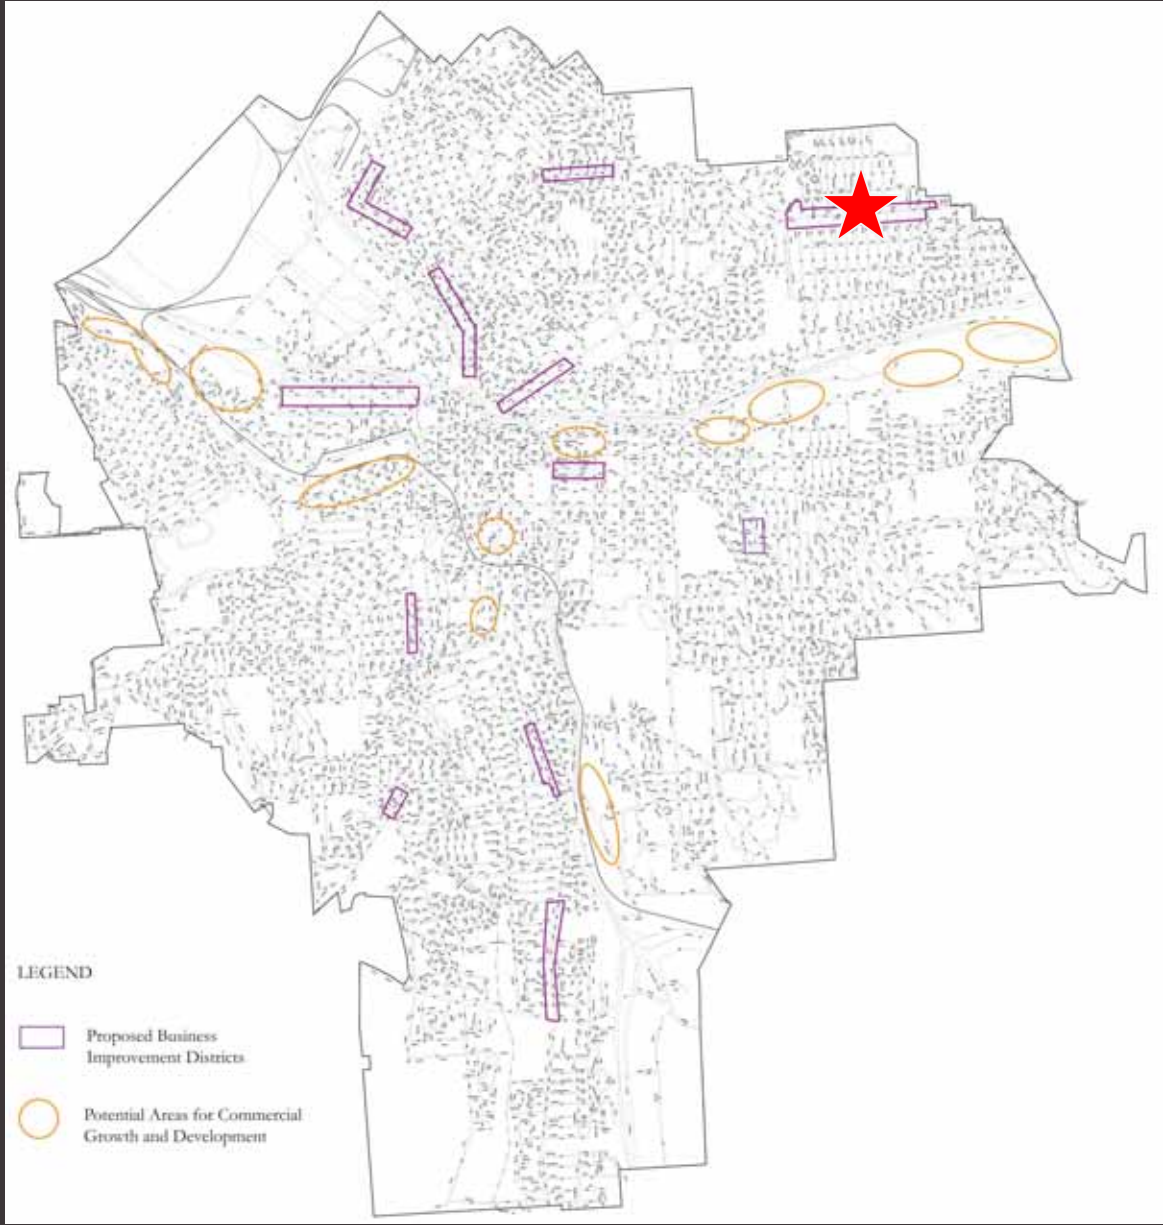 LEGEND
Proposed Business
Improvement Districts
Potential Areas for Commercial
Growth and Development